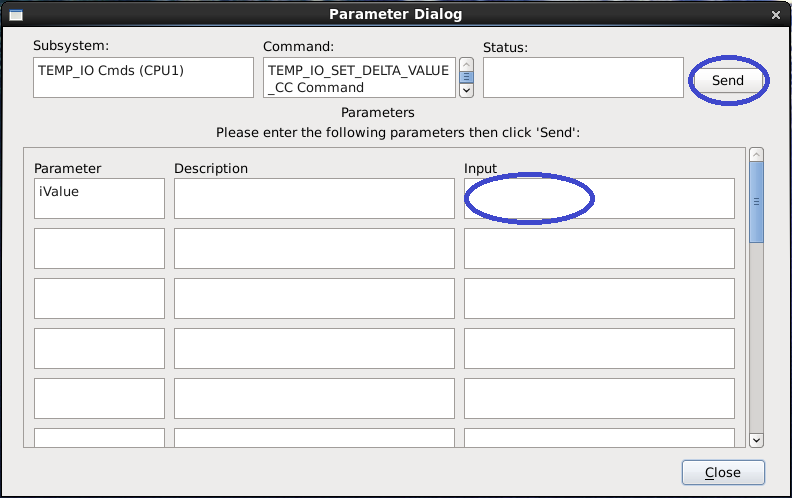 Parameter Dialog
Subsystem:
Command:
Status:
TEMP_IO Cmds (CPU1)
TEMP_IO_SET_DELTA_VALUE
_CC Command
Send
Parameters
Please enter the following parameters then click 'Send':
Parameter
Description
Input
iValue
Close